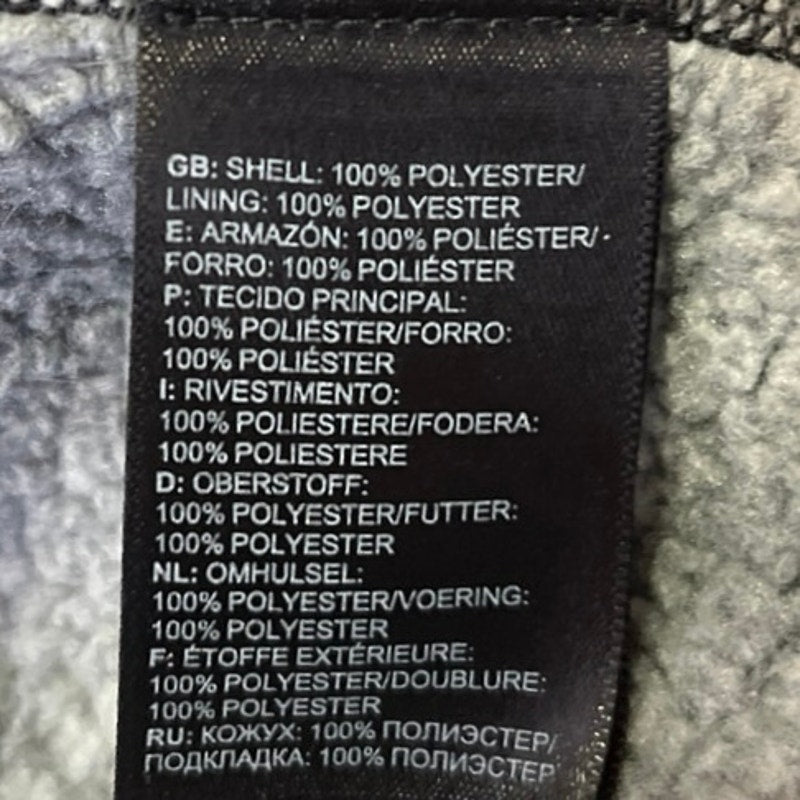 GB: SHELL: 100% POLYESTER/
LINING: 100% POLYESTER
E: ARMAZÓN: 100% POLIÉSTER/
FORRO: 100% POLIÉSTER
P: TECIDO PRINCIPAL:
100% POLIÉSTER/FORRO:
100% POLIÉSTER
I: RIVESTIMENTO:
100% POLIESTERE/FODERA:
100% POLIESTERE
D: OBERSTOFF:
100% POLYESTER/FUTTER:
100% POLYESTER
NL: OMHULSEL:
100% POLYESTER/VOERING:
100% POLYESTER
F: ÉTOFFE EXTÉRIEURE:
100% POLYESTER/DOUBLURE:
100% POLYESTER
RU: КОЖУХ: 100% ПОЛИЭСТЕР/
ПОДКЛАДКА: 100% ПОЛИЭСТЕР